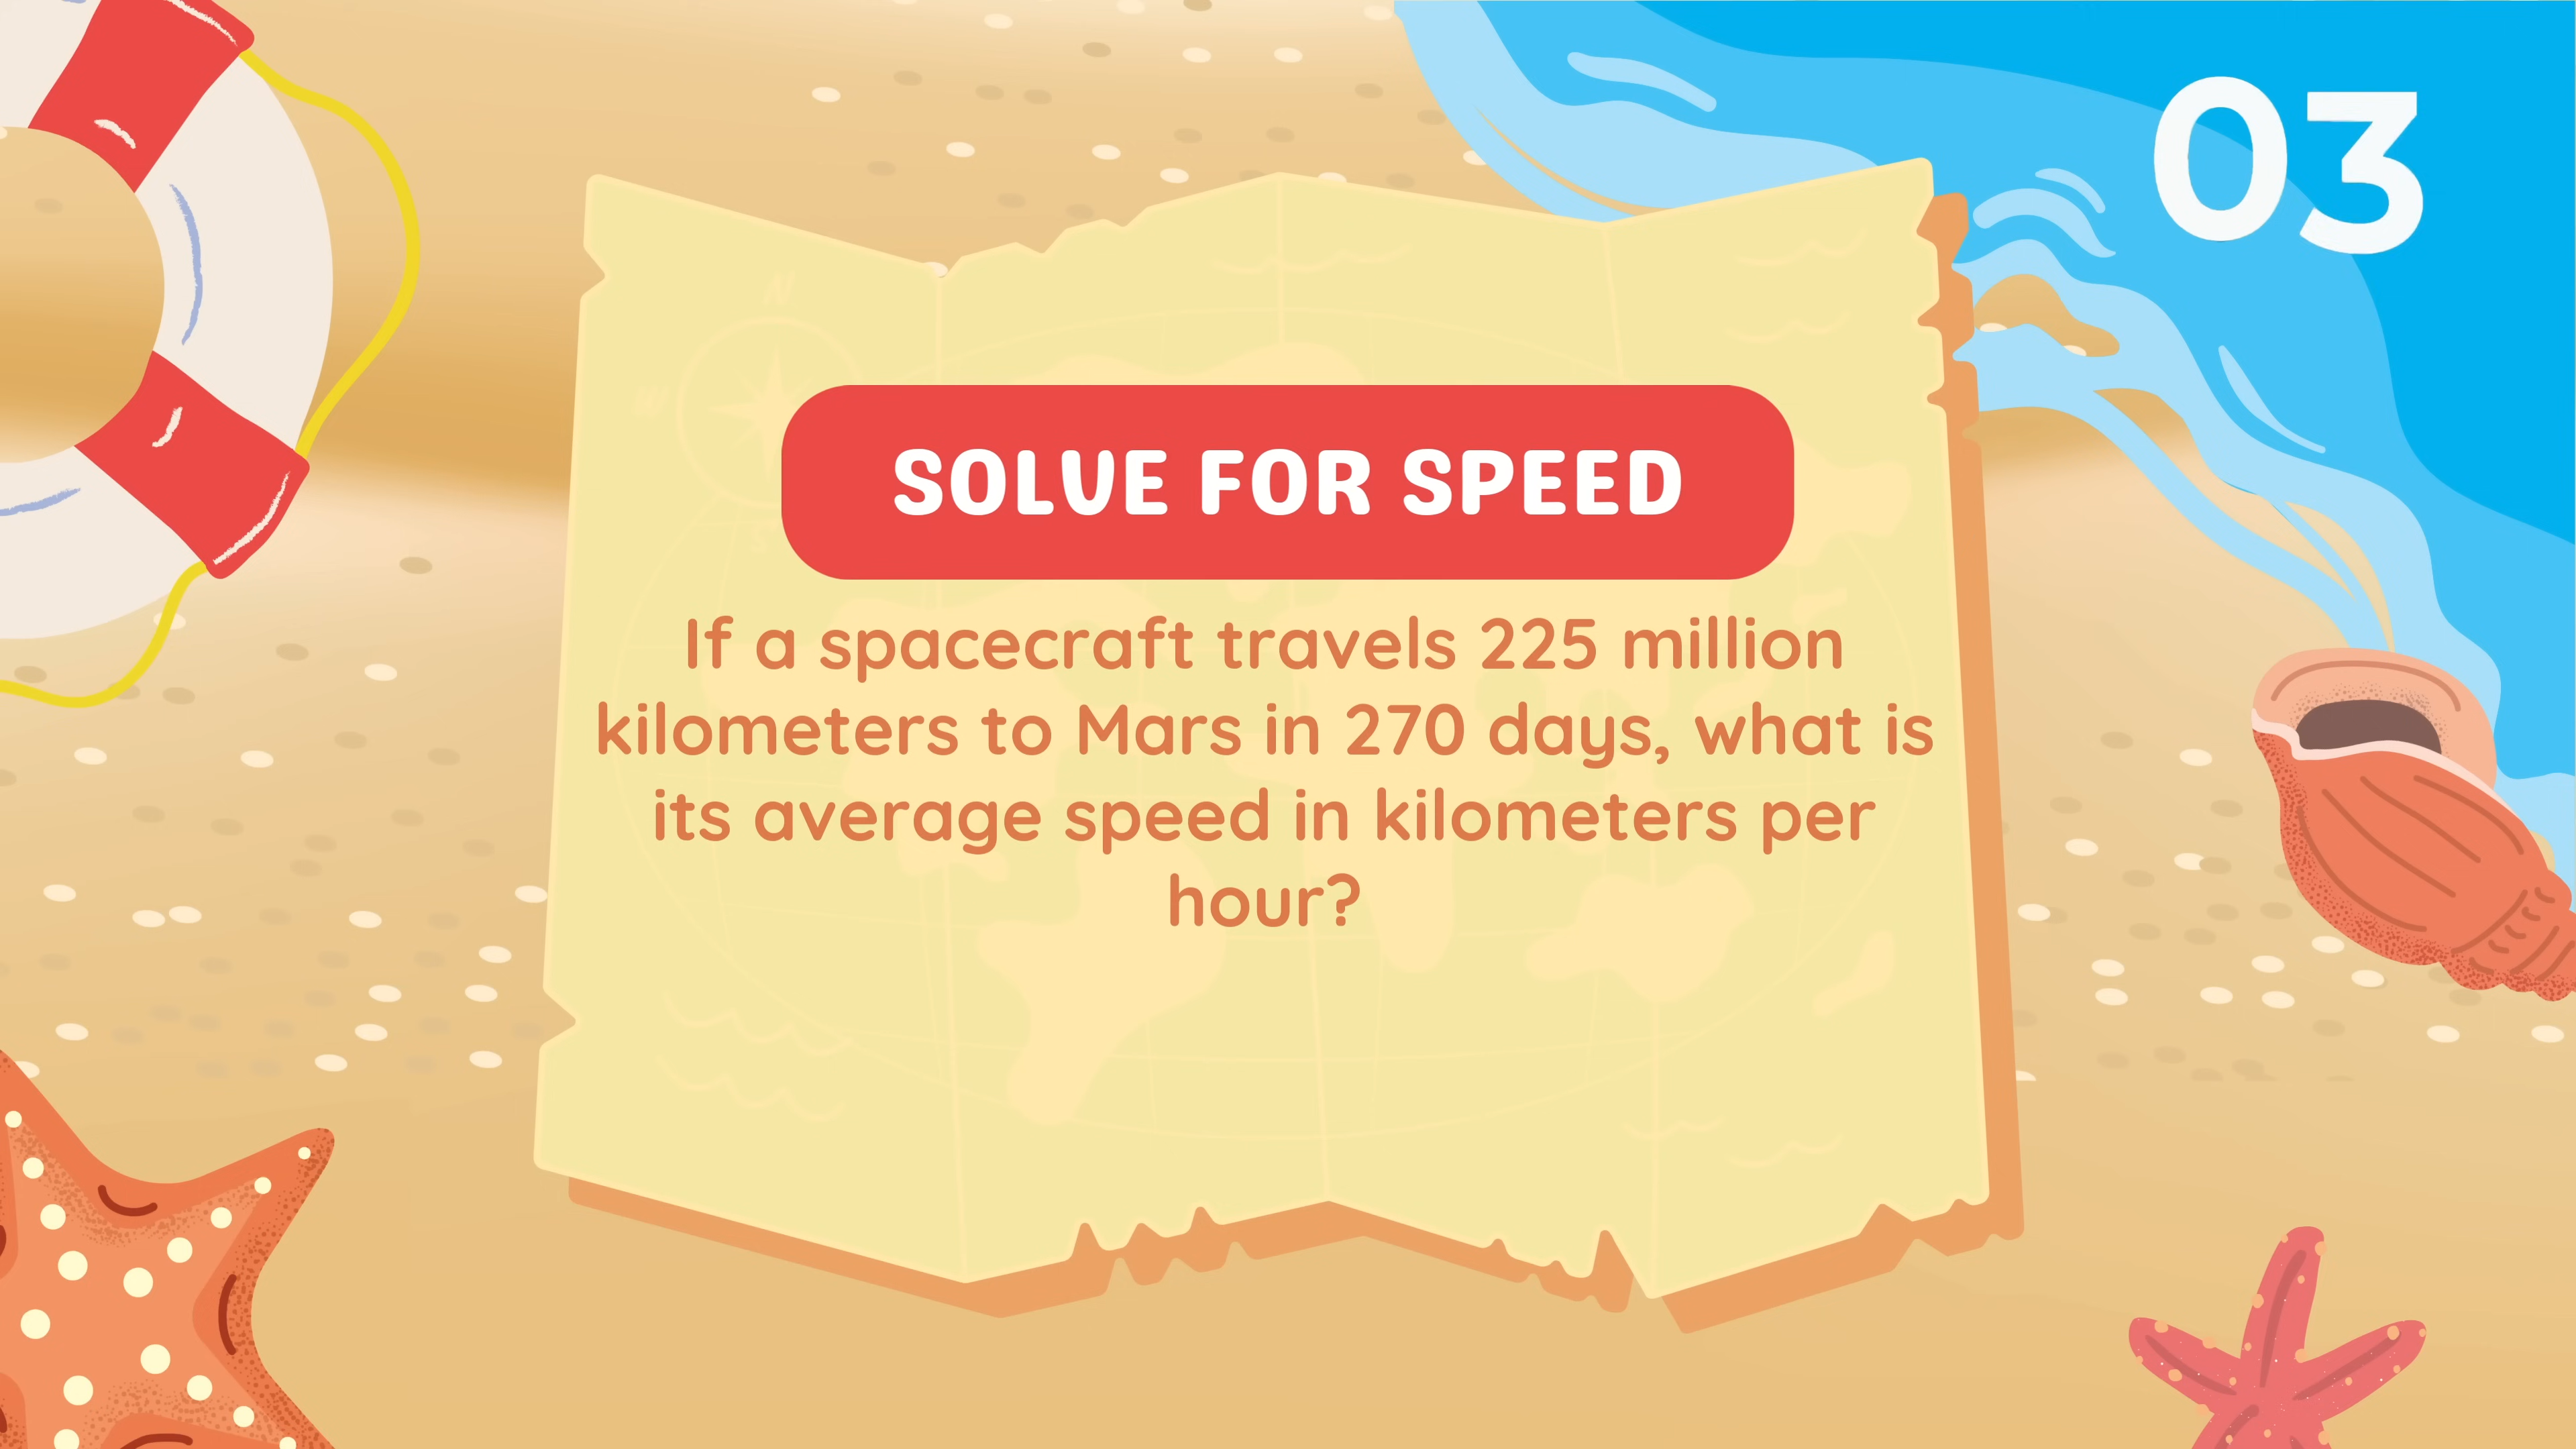 03
SOLVE FOR SPEED
If a spacecraft travels 225 million
kilometers to Mars in 270 days, what is
its average speed in kilometers per
hour?
N
W
S